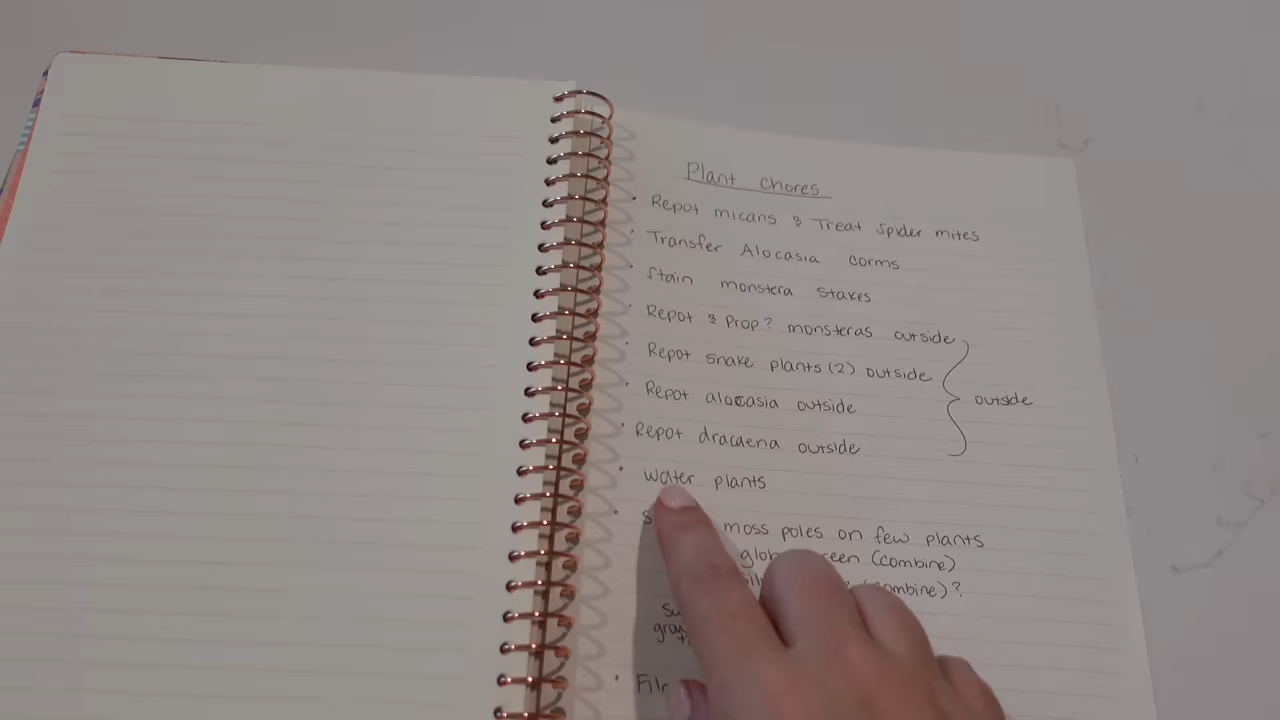 Plant chores
· Repot micans & Treat spider mites
· Transfer Alocasia corms
· Stain monstera stakes
· Repot & Prop? monsteras outside
· Repot snake plants (2) outside
outside
· Repot alocasia outside
· Repot dracaena outside
· water plants
· moss poles on few plants
(combine)
?